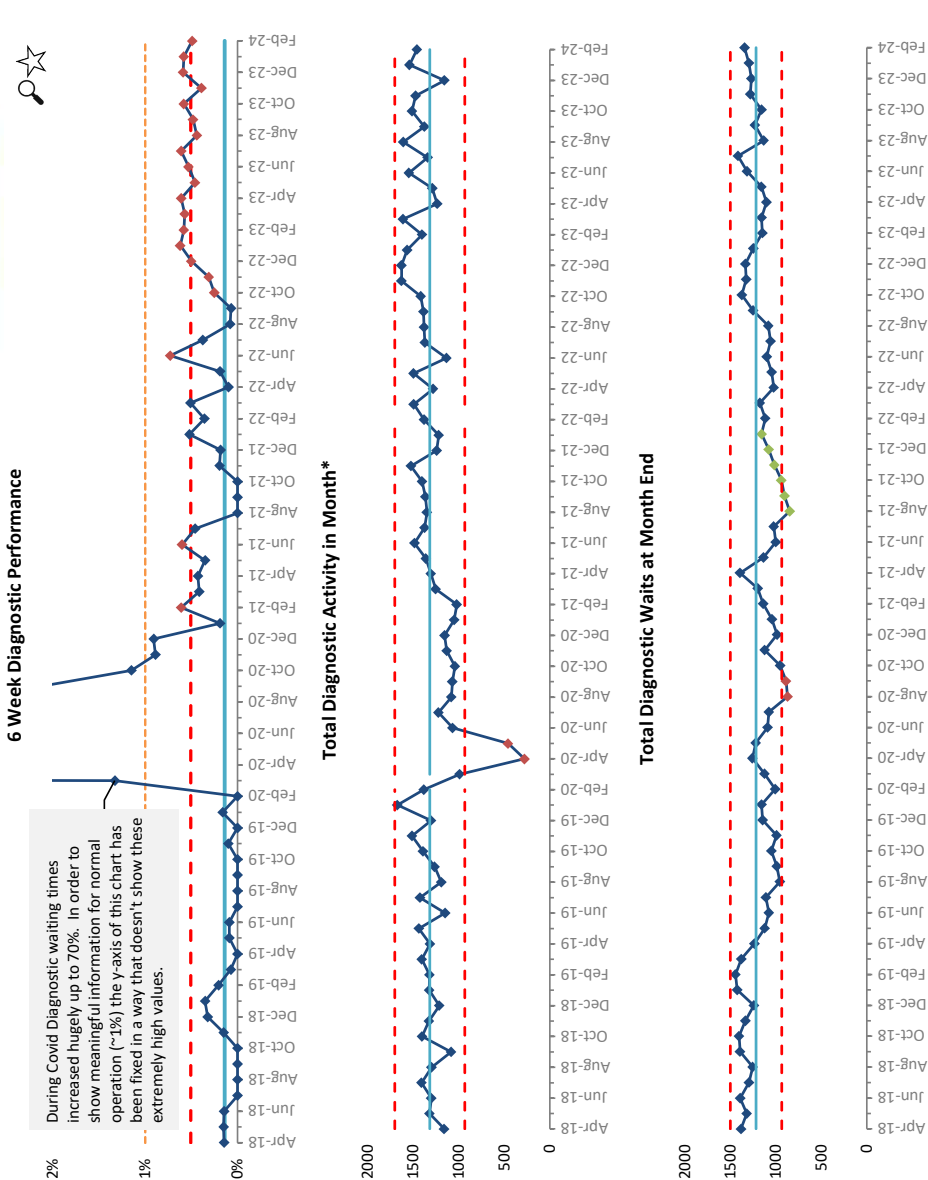 6 Week Diagnostic Performance
During Covid Diagnostic waiting times
increased hugely up to 70%. In order to
show meaningful information for normal
operation (~1%) the y-axis of this chart has
been fixed in a way that doesn't show these
extremely high values.
2%
1%
0%
Apr-18
Jun-18
Aug-18
Oct-18
Dec-18
Feb-19
Apr-19
Jun-19
Aug-19
Oct-19
Dec-19
Feb-20
Apr-20
Jun-20
Aug-20
Oct-20
Dec-20
Feb-21
Apr-21
Jun-21
Aug-21
Oct-21
Dec-21
Feb-22
Apr-22
Jun-22
Aug-22
Oct-22
Dec-22
Feb-23
Apr-23
Jun-23
Aug-23
Oct-23
Dec-23
Feb-24
Total Diagnostic Activity in Month*
2000
1500
1000
500
0
Apr-18
Jun-18
Aug-18
Oct-18
Dec-18
Feb-19
Apr-19
Jun-19
Aug-19
Oct-19
Dec-19
Feb-20
Apr-20
Jun-20
Aug-20
Oct-20
Dec-20
Feb-21
Apr-21
Jun-21
Aug-21
Oct-21
Dec-21
Feb-22
Apr-22
Jun-22
Aug-22
Oct-22
Dec-22
Feb-23
Apr-23
Jun-23
Aug-23
Oct-23
Dec-23
Feb-24
Total Diagnostic Waits at Month End
2000
1500
1000
500
0
Apr-18
Jun-18
Aug-18
Oct-18
Dec-18
Feb-19
Apr-19
Jun-19
Aug-19
Oct-19
Dec-19
Feb-20
Apr-20
Jun-20
Aug-20
Oct-20
Dec-20
Feb-21
Apr-21
Jun-21
Aug-21
Oct-21
Dec-21
Feb-22
Apr-22
Jun-22
Aug-22
Oct-22
Dec-22
Feb-23
Apr-23
Jun-23
Aug-23
Oct-23
Dec-23
Feb-24